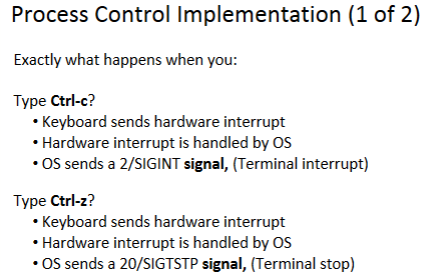 Process Control Implementation (1 of 2)
Exactly what happens when you:
Type Ctrl-c?
• Keyboard sends hardware interrupt
• Hardware interrupt is handled by OS
• OS sends a 2/SIGINT signal, (Terminal interrupt)
Type Ctrl-z?
• Keyboard sends hardware interrupt
• Hardware interrupt is handled by OS
• OS sends a 20/SIGTSTP signal, (Terminal stop)